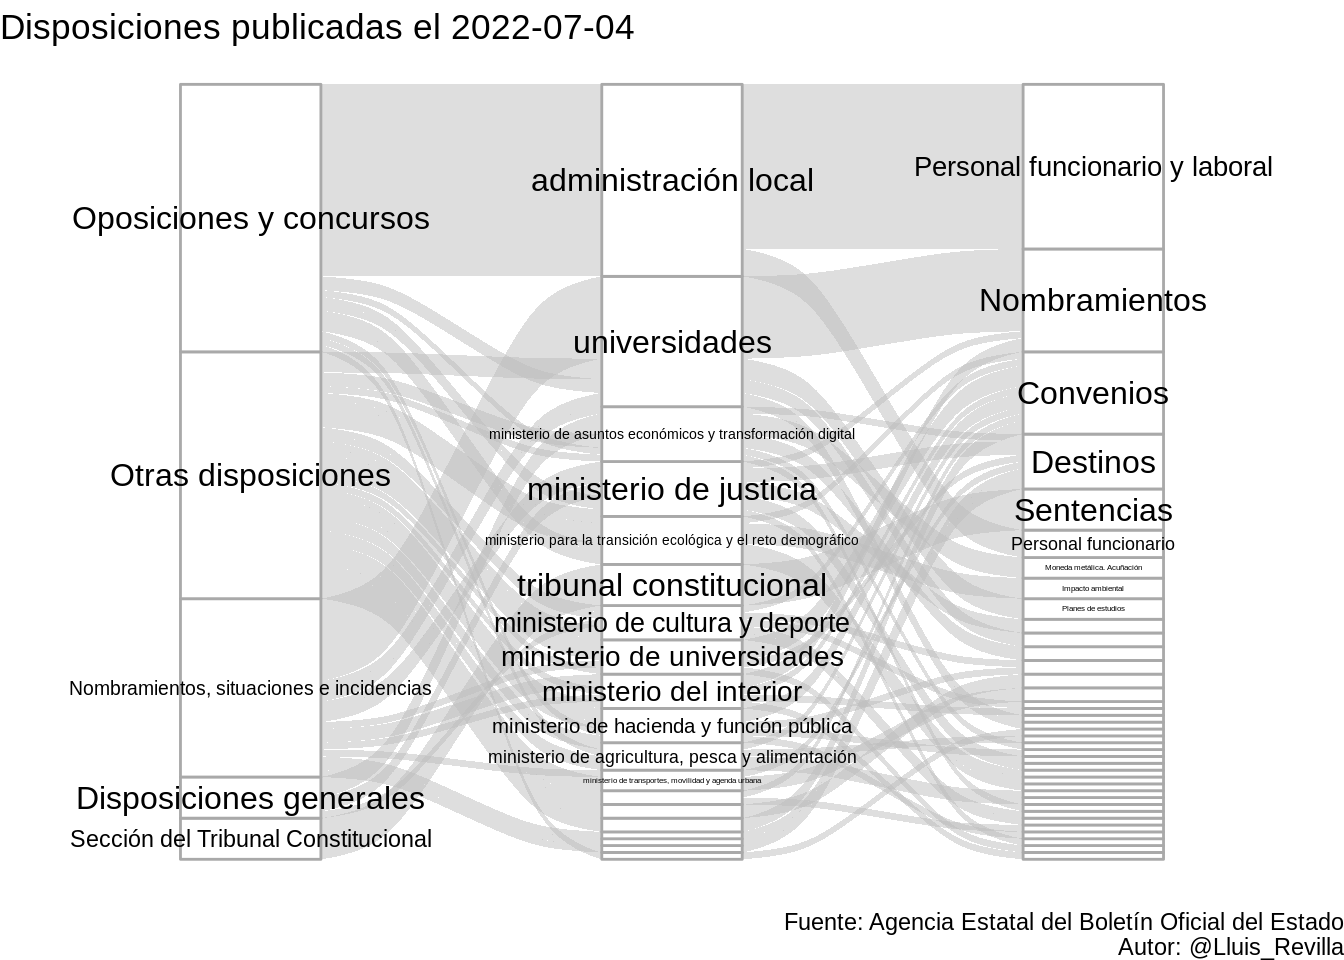 Disposiciones publicadas el 2022-07-04
Oposiciones y concursos
Otras disposiciones
Nombramientos, situaciones e incidencias
Disposiciones generales
Sección del Tribunal Constitucional
administración local
universidades
ministerio de asuntos económicos y transformación digital
ministerio de justicia
ministerio para la transición ecológica y el reto demográfico
tribunal constitucional
ministerio de cultura y deporte
ministerio de universidades
ministerio del interior
ministerio de hacienda y función pública
ministerio de agricultura, pesca y alimentación
ministerio de transportes, movilidad y agenda urbana
Personal funcionario y laboral
Nombramientos
Convenios
Destinos
Sentencias
Personal funcionario
Moneda metálica. Acuñación
Impacto ambiental
Planes de estudios
Fuente: Agencia Estatal del Boletín Oficial del Estado
Autor: @Lluis_Revilla